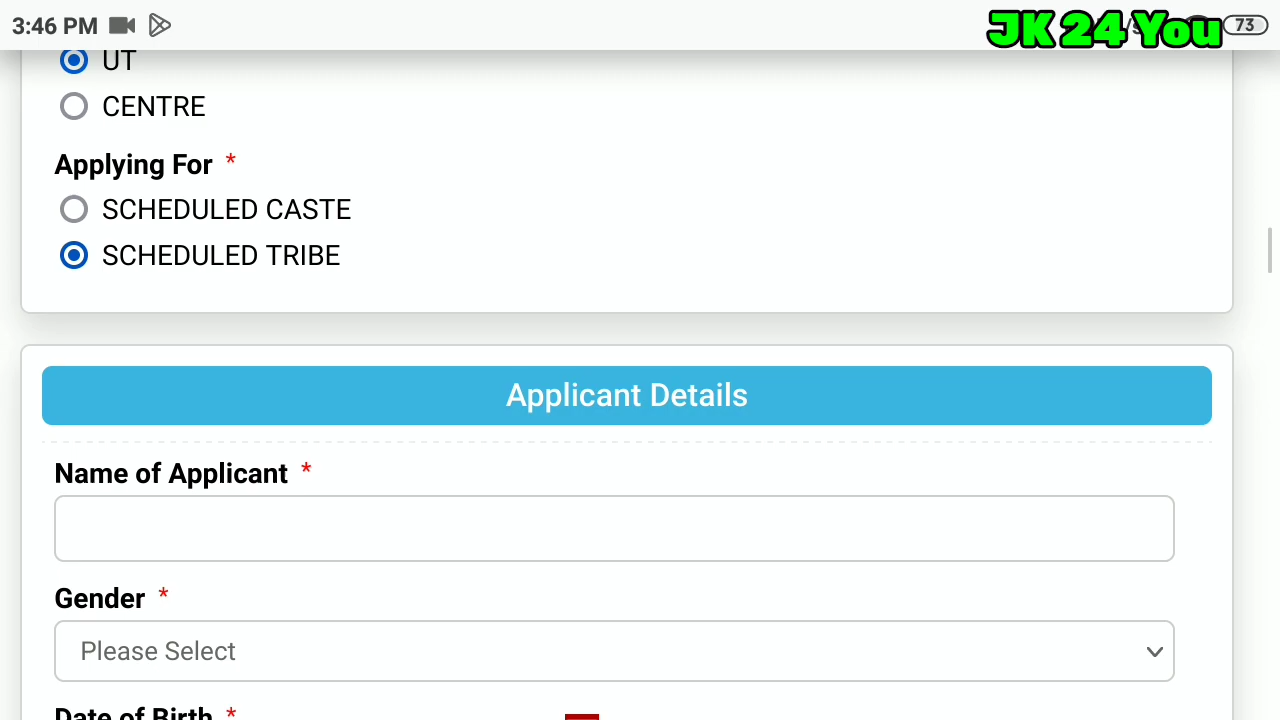 3:46 PM
JK 24 You
73
UT
CENTRE
Applying For *
SCHEDULED CASTE
SCHEDULED TRIBE
Applicant Details
Name of Applicant *
Gender *
Please Select
Date of Birth *